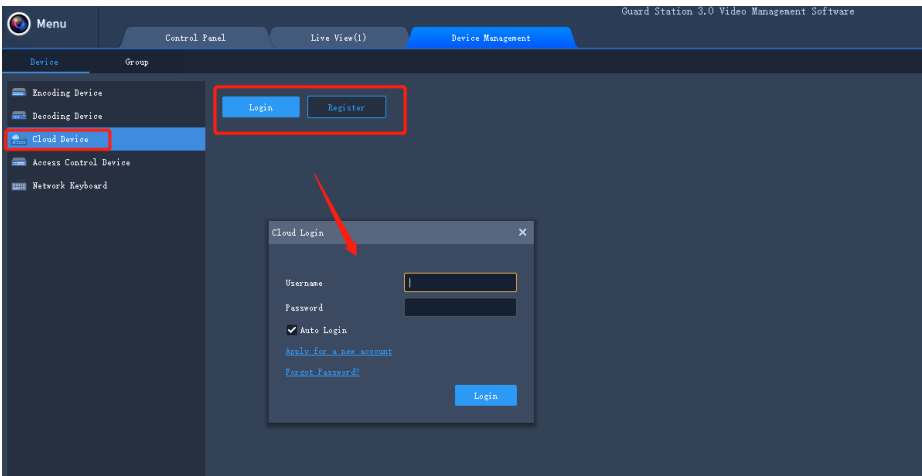 Guard Station 3.0 Video Management Software
Menu
Control Panel
Live View(1)
Device Management
Device
Group
Encoding Device
Decoding Device
Cloud Device
Access Control Device
Network Keyboard
Login
Register
Cloud Login
Username
Password
Auto Login
Apply for a new account
Forgot Password?
Login